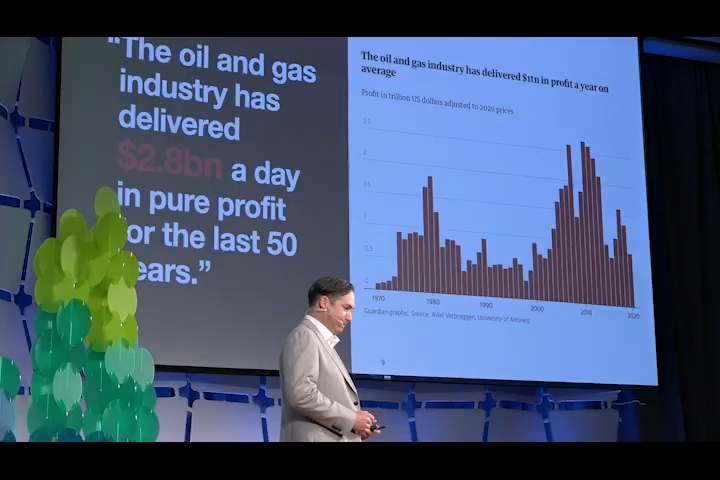 "The oil and gas
industry has
delivered
$2.8bn a day
in pure profit
for the last 50
years."
The oil and gas industry has delivered $1tn in profit a year on
average
Profit in trillion US dollars adjusted to 2020 prices
2.5
2
1.5
1
0.5
0
1970 1980 1990 2000 2010 2020
Guardian graphic. Source: Aviel Verbruggen, University of Antwerp
9